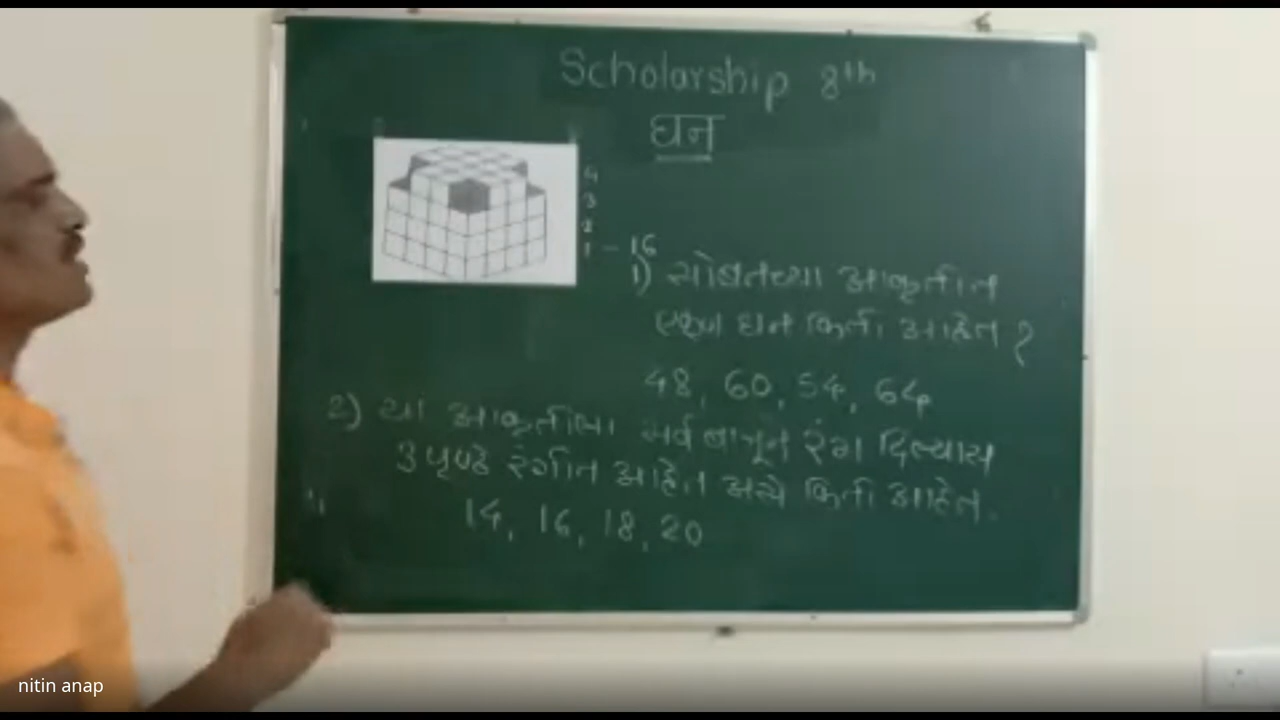 Scholarship 8th
घन
4
3
2
1 - 16
1) सोबतच्या आकृतीत
एकूण घन किती आहेत ?
48, 60, 54, 64
2) या आकृतीला सर्व बाजूंन रंग दिल्यास
3 पृष्ठे रंगीत आहेत असे किती आहेत.
14, 16, 18, 20
nitin anap